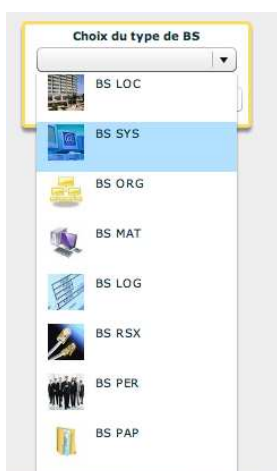 Choix du type de BS
BS LOC
BS SYS
BS ORG
BS MAT
BS LOG
BS RSX
BS PER
BS PAP